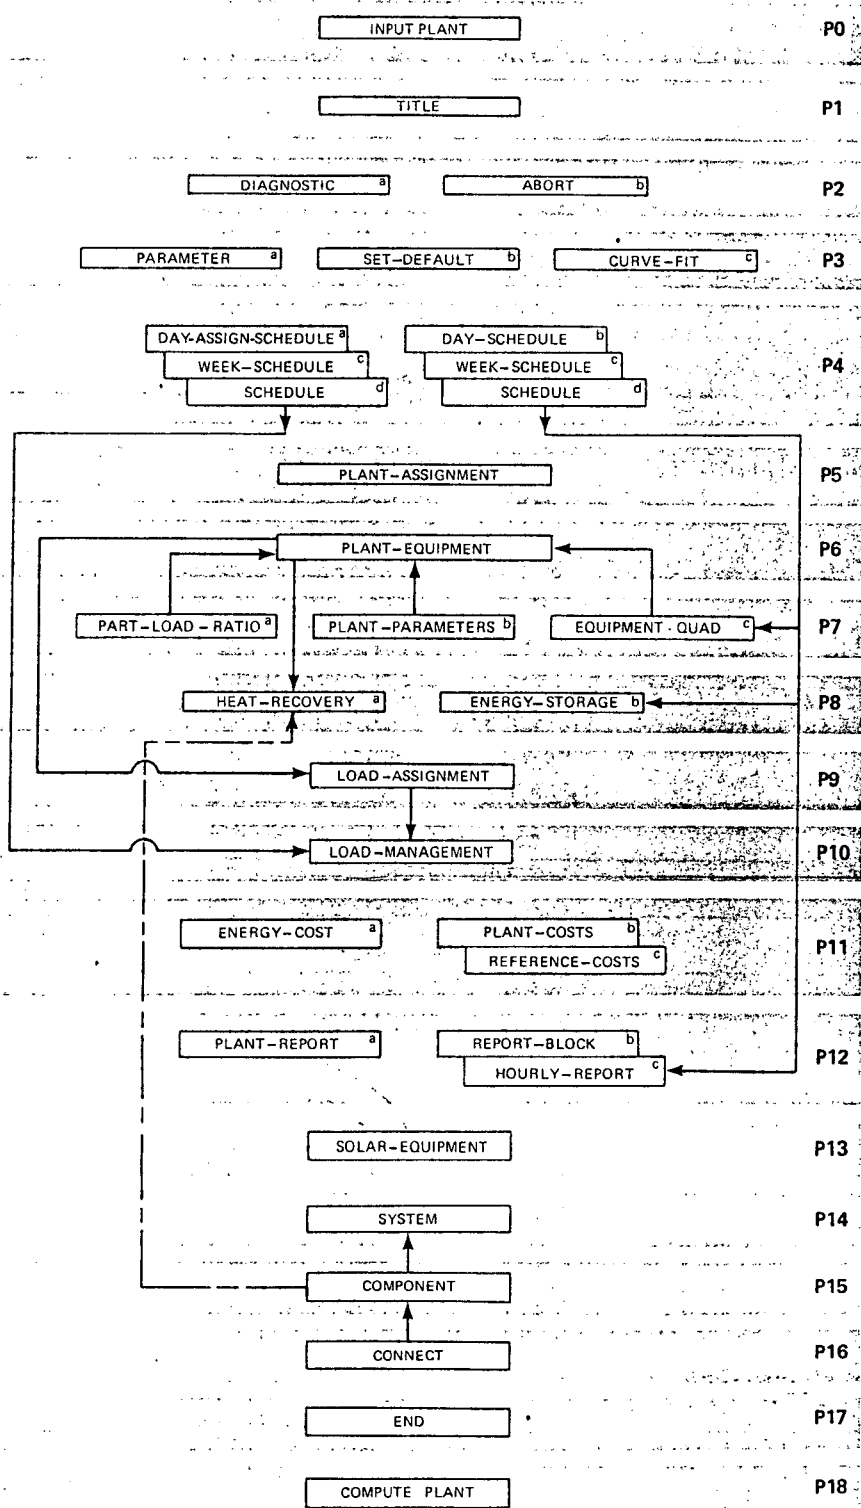 INPUT PLANT P0
TITLE P1
DIAGNOSTIC a ABORT b P2
PARAMETER a SET-DEFAULT b CURVE-FIT c P3
DAY-ASSIGN-SCHEDULE a DAY-SCHEDULE b
WEEK-SCHEDULE c WEEK-SCHEDULE c P4
SCHEDULE d SCHEDULE d
PLANT-ASSIGNMENT P5
PLANT-EQUIPMENT P6
PART-LOAD-RATIO a PLANT-PARAMETERS b EQUIPMENT-QUAD c P7
HEAT-RECOVERY a ENERGY-STORAGE b P8
LOAD-ASSIGNMENT P9
LOAD-MANAGEMENT P10
ENERGY-COST a PLANT-COSTS b P11
REFERENCE-COSTS c
PLANT-REPORT a REPORT-BLOCK b P12
HOURLY-REPORT c
SOLAR-EQUIPMENT P13
SYSTEM P14
COMPONENT P15
CONNECT P16
END P17
COMPUTE PLANT P18